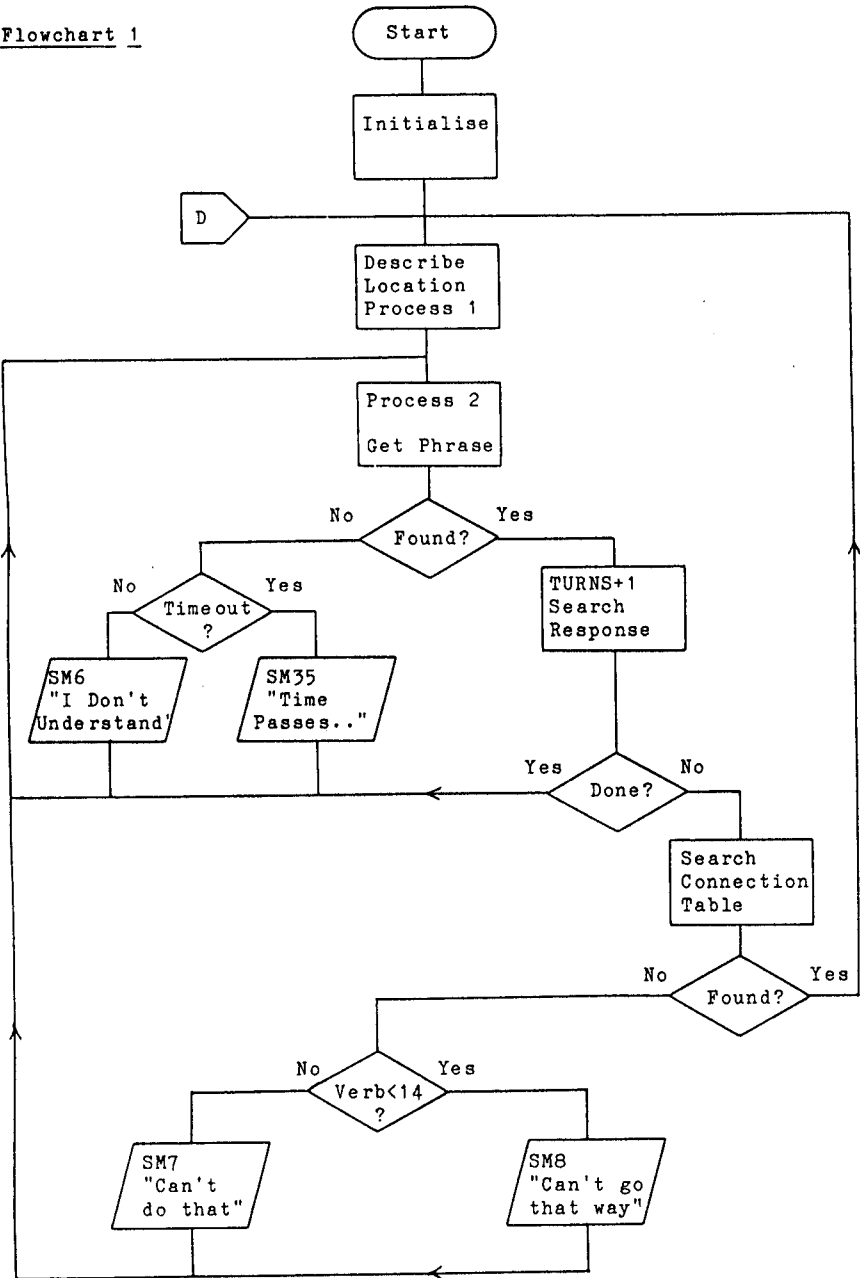 Flowchart 1
Start
Initialise
D
Describe
Location
Process 1
Process 2
Get Phrase
No
Found?
Yes
No
Timeout
?
Yes
TURNS+1
Search
Response
SM6
"I Don't
Understand'
SM35
"Time
Passes.."
Yes
Done?
No
Search
Connection
Table
No
Found?
Yes
No
Verb<14
?
Yes
SM7
"Can't
do that"
SM8
"Can't go
that way"